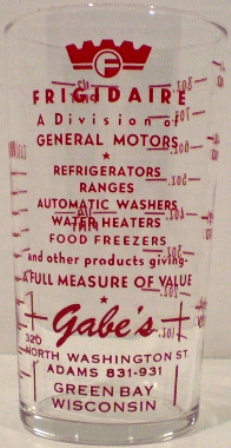 F
FRIGIDAIRE
A Division of
GENERAL MOTORS
REFRIGERATORS
RANGES
AUTOMATIC WASHERS
WATER HEATERS
FOOD FREEZERS
and other products giving
A FULL MEASURE OF VALUE
Gabe's
320
NORTH WASHINGTON ST.
ADAMS 831-931
GREEN BAY
WISCONSIN